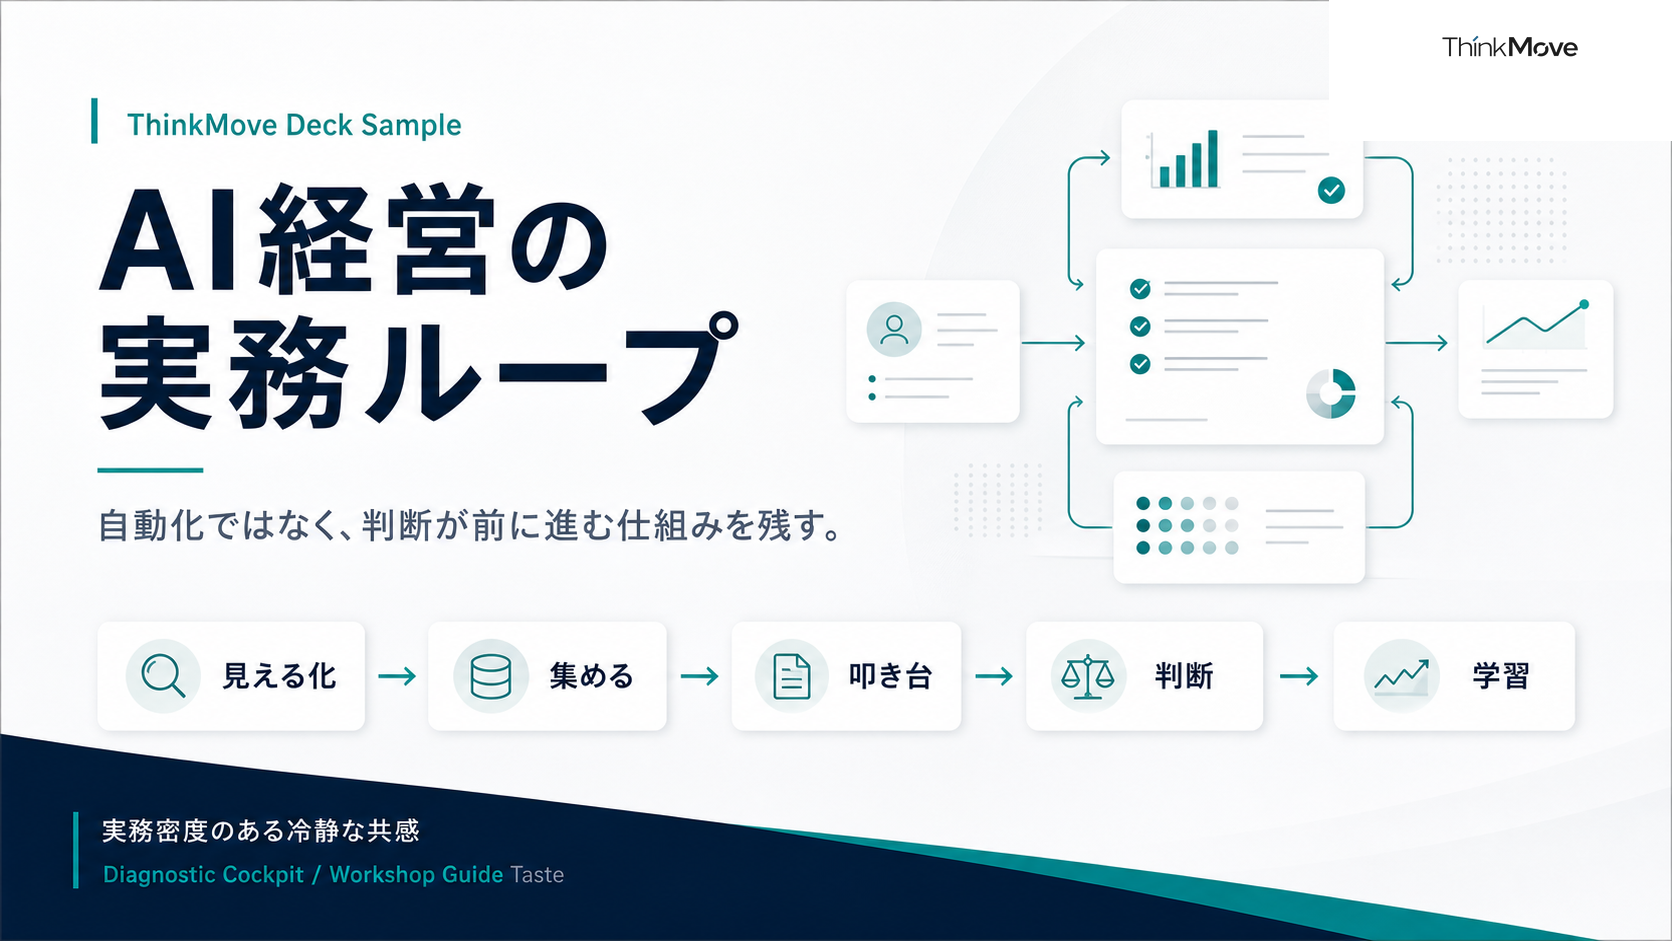 ThinkMove
ThinkMove Deck Sample
AI経営の
実務ループ
自動化ではなく、判断が前に進む仕組みを残す。
見える化
集める
叩き台
判断
学習
実務密度のある冷静な共感
Diagnostic Cockpit / Workshop Guide Taste